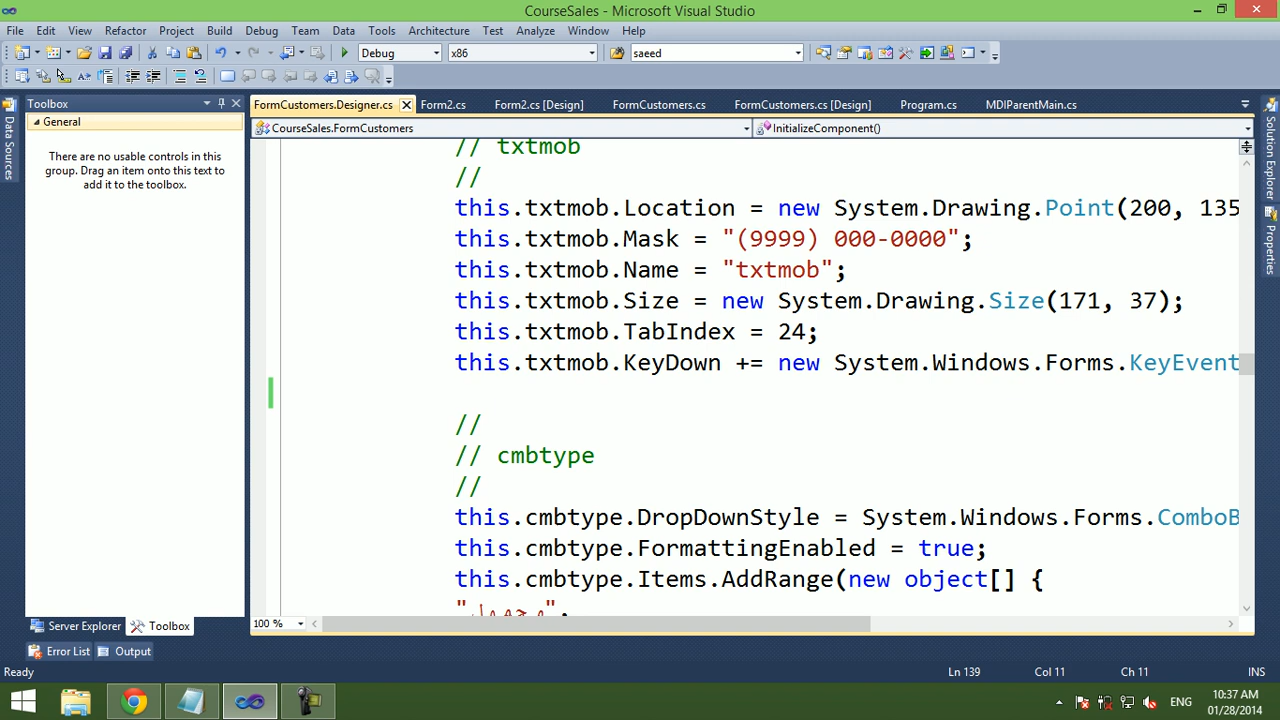 CourseSales - Microsoft Visual Studio
File Edit View Refactor Project Build Debug Team Data Tools Architecture Test Analyze Window Help
Debug x86 saeed
Toolbox
FormCustomers.Designer.cs Form2.cs Form2.cs [Design] FormCustomers.cs FormCustomers.cs [Design] Program.cs MDIParentMain.cs
General
CourseSales.FormCustomers InitializeComponent()
There are no usable controls in this
group. Drag an item onto this text to
add it to the toolbox.
Data Sources
Solution Explorer
Properties
// txtmob
//
this.txtmob.Location = new System.Drawing.Point(200, 135
this.txtmob.Mask = "(9999) 000-0000";
this.txtmob.Name = "txtmob";
this.txtmob.Size = new System.Drawing.Size(171, 37);
this.txtmob.TabIndex = 24;
this.txtmob.KeyDown += new System.Windows.Forms.KeyEvent
//
// cmbtype
//
this.cmbtype.DropDownStyle = System.Windows.Forms.ComboB
this.cmbtype.FormattingEnabled = true;
this.cmbtype.Items.AddRange(new object[] {
100 %
Server Explorer Toolbox
Error List Output
Ready Ln 139 Col 11 Ch 11 INS
ENG
10:37 AM
01/28/2014